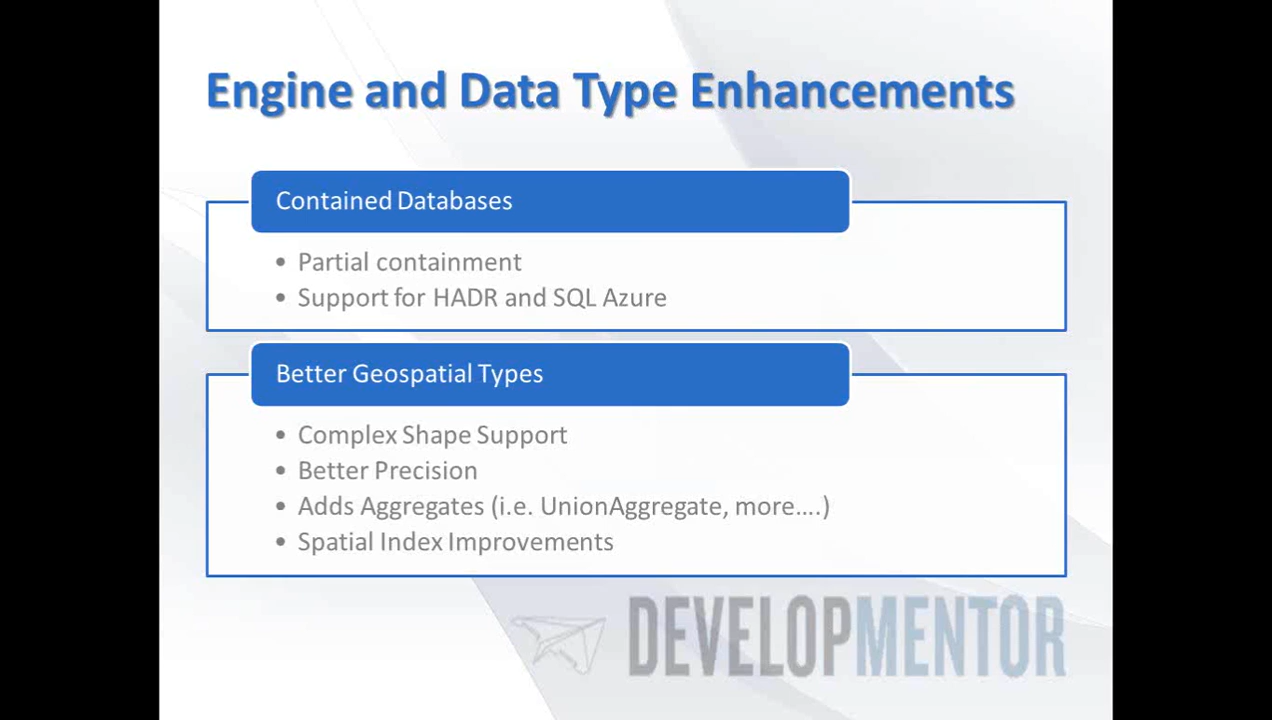 Engine and Data Type Enhancements
Contained Databases
• Partial containment
• Support for HADR and SQL Azure
Better Geospatial Types
• Complex Shape Support
• Better Precision
• Adds Aggregates (i.e. UnionAggregate, more....)
• Spatial Index Improvements
DEVELOPMENTOR